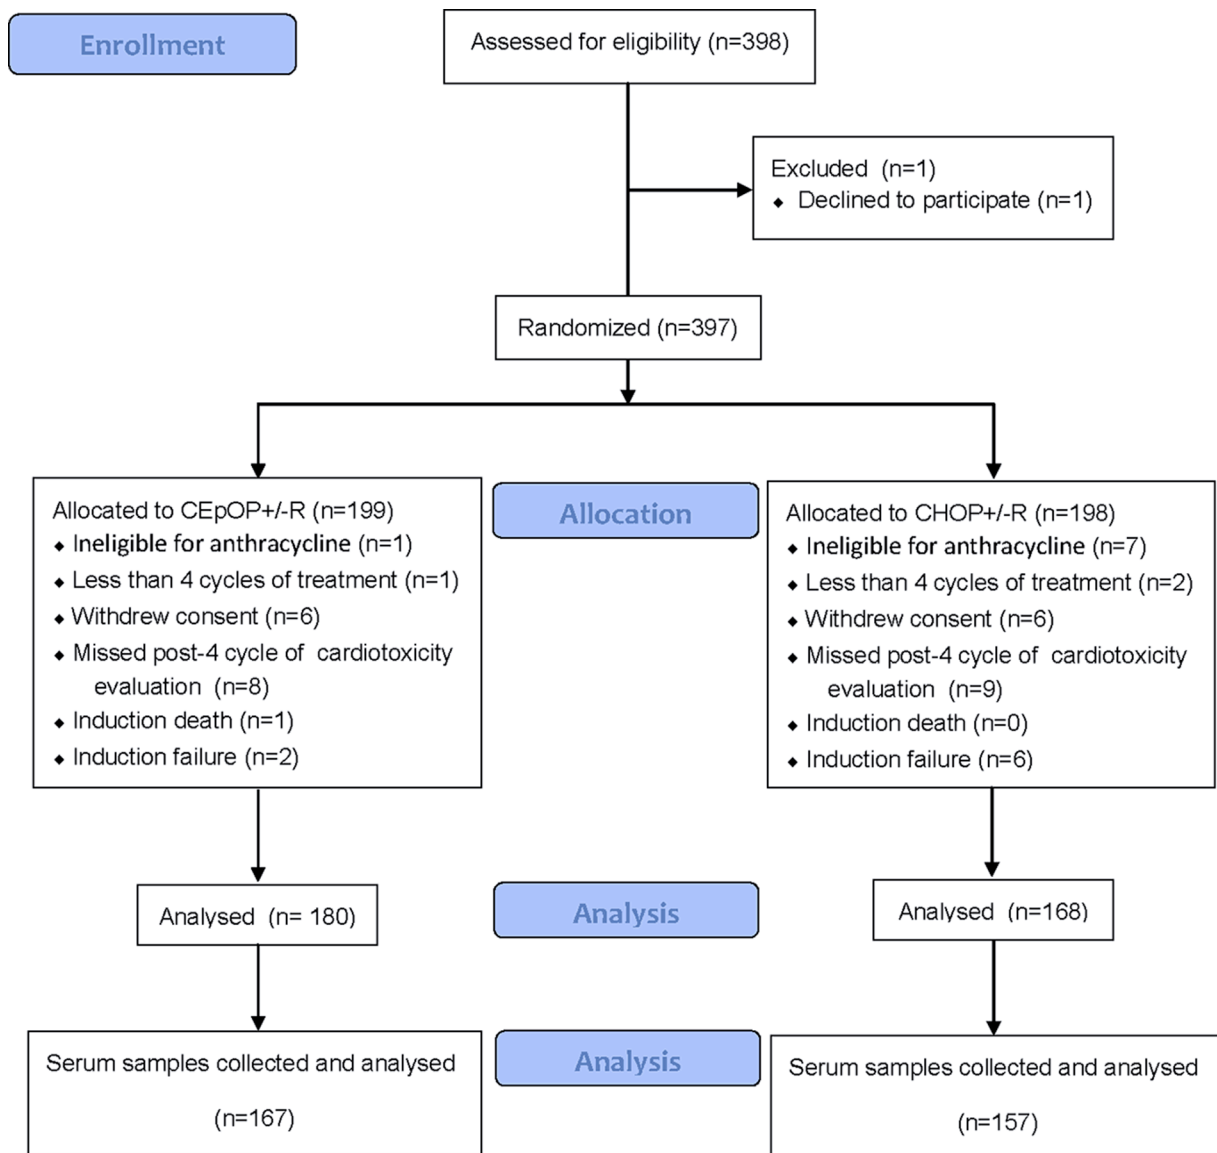 Enrollment
Assessed for eligibility (n=398)
Excluded (n=1)
⬥ Declined to participate (n=1)
Randomized (n=397)
Allocated to CEpOP+/-R (n=199)
⬥ Ineligible for anthracycline (n=1)
⬥ Less than 4 cycles of treatment (n=1)
⬥ Withdrew consent (n=6)
⬥ Missed post-4 cycle of cardiotoxicity
evaluation (n=8)
⬥ Induction death (n=1)
⬥ Induction failure (n=2)
Allocation
Allocated to CHOP+/-R (n=198)
⬥ Ineligible for anthracycline (n=7)
⬥ Less than 4 cycles of treatment (n=2)
⬥ Withdrew consent (n=6)
⬥ Missed post-4 cycle of cardiotoxicity
evaluation (n=9)
⬥ Induction death (n=0)
⬥ Induction failure (n=6)
Analysed (n= 180)
Analysis
Analysed (n=168)
Serum samples collected and analysed
(n=167)
Analysis
Serum samples collected and analysed
(n=157)